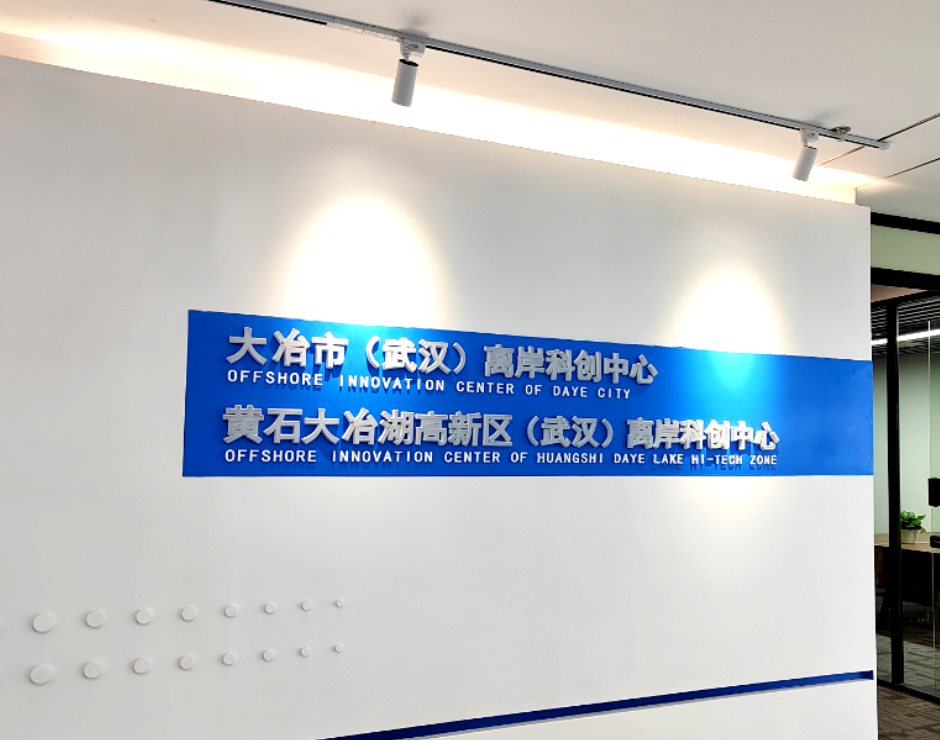 大冶市（武汉）离岸科创中心
OFFSHORE INNOVATION CENTER OF DAYE CITY
黄石大冶湖高新区（武汉）离岸科创中心
OFFSHORE INNOVATION CENTER OF HUANGSHI DAYE LAKE HI-TECH ZONE